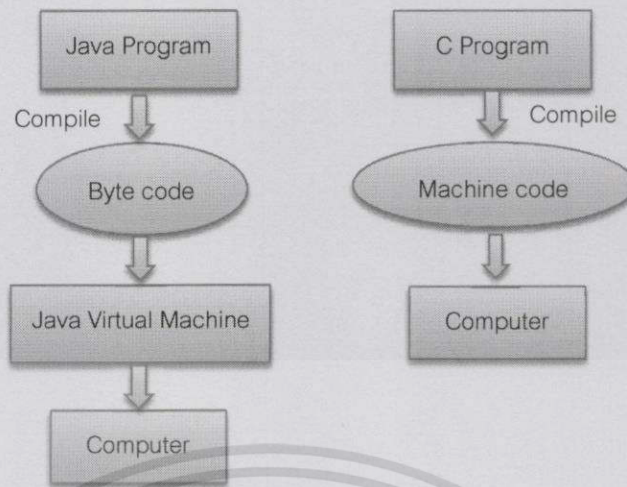 Java Program
Compile
Byte code
Java Virtual Machine
Computer
C Program
Compile
Machine code
Computer